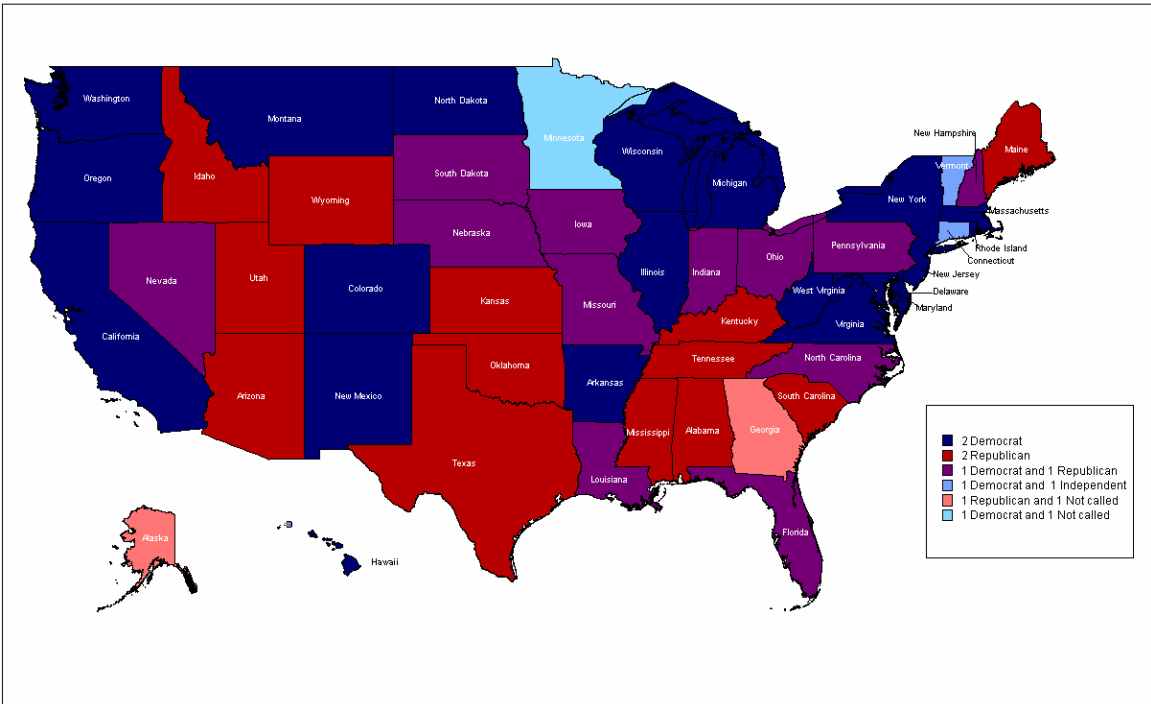 Washington
Montana
North Dakota
Minnesota
New Hampshire
Maine
Vermont
Oregon
Idaho
South Dakota
Wisconsin
Michigan
New York
Massachusetts
Wyoming
Iowa
Nebraska
Pennsylvania
Rhode Island
Connecticut
Ohio
Indiana
Illinois
New Jersey
Nevada
Utah
Colorado
West Virginia
Delaware
Maryland
Kansas
Missouri
Kentucky
Virginia
California
North Carolina
Tennessee
Oklahoma
Arkansas
Arizona
New Mexico
South Carolina
Mississippi
Alabama
Georgia
Texas
Louisiana
Florida
Alaska
Hawaii
2 Democrat
2 Republican
1 Democrat and 1 Republican
1 Democrat and 1 Independent
1 Republican and 1 Not called
1 Democrat and 1 Not called